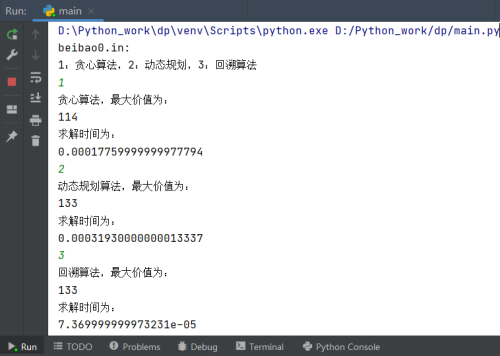 Run: main
D:\Python_work\dp\venv\Scripts\python.exe D:/Python_work/dp/main.py
beibao0.in:
1: 贪心算法, 2: 动态规划, 3: 回溯算法
1
贪心算法, 最大价值为:
114
求解时间为:
0.00017759999999977794
2
动态规划算法, 最大价值为:
133
求解时间为:
0.00031930000000013337
3
回溯算法, 最大价值为:
133
求解时间为:
7.369999999973231e-05
Run TODO Problems Debug Terminal Python Console